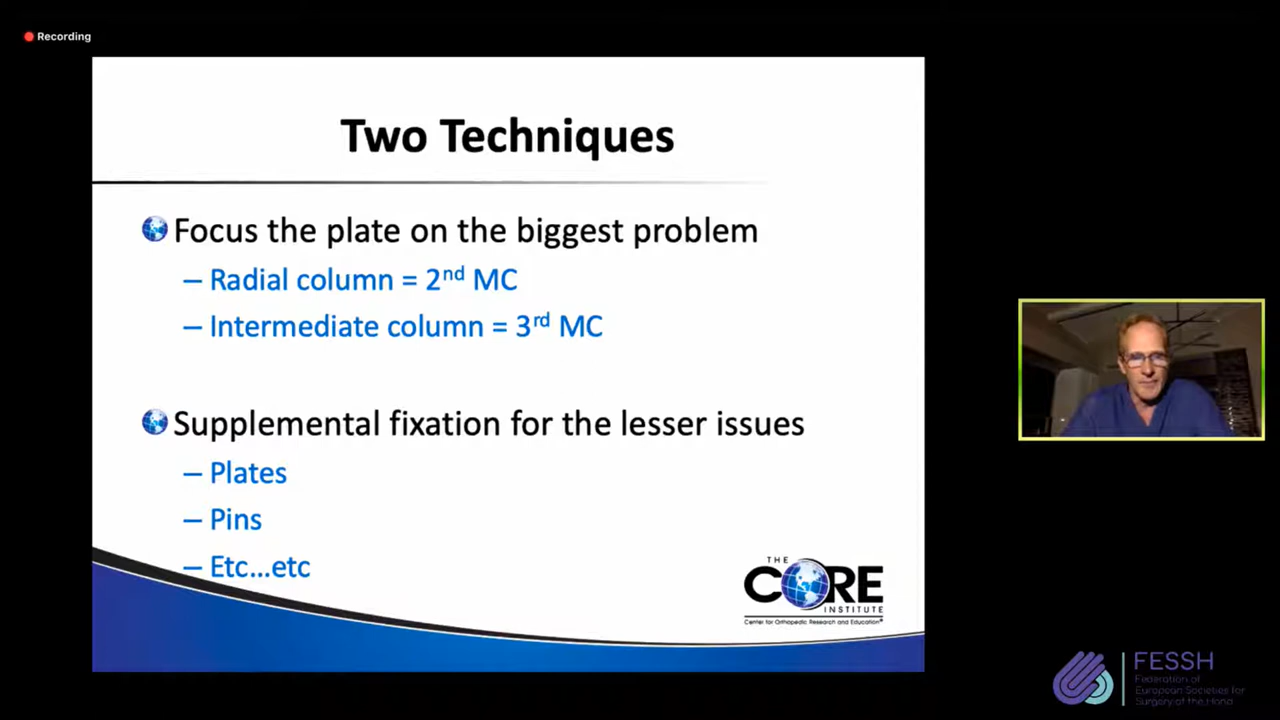 Recording
Two Techniques
Focus the plate on the biggest problem
– Radial column = 2nd MC
– Intermediate column = 3rd MC
Supplemental fixation for the lesser issues
– Plates
– Pins
– Etc...etc
THE
CORE
INSTITUTE
Center for Orthopedic Research and Education®
FESSH
Federation of
European Societies for
Surgery of the Hand